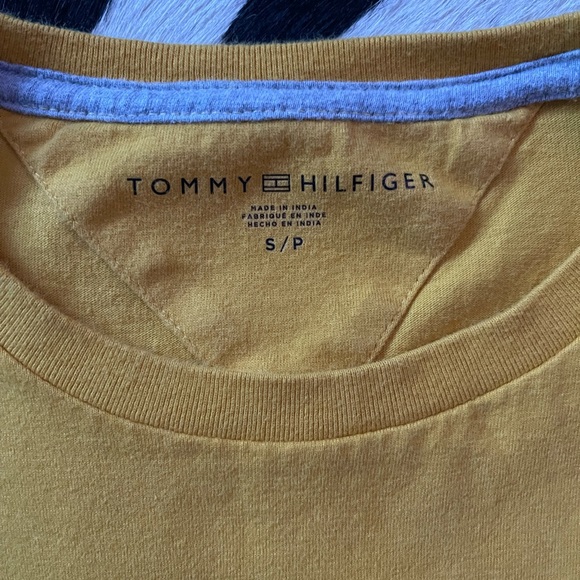 TOMMY HILFIGER
MADE IN INDIA
FABRIQUÉ EN INDE
HECHO EN INDIA
S/P